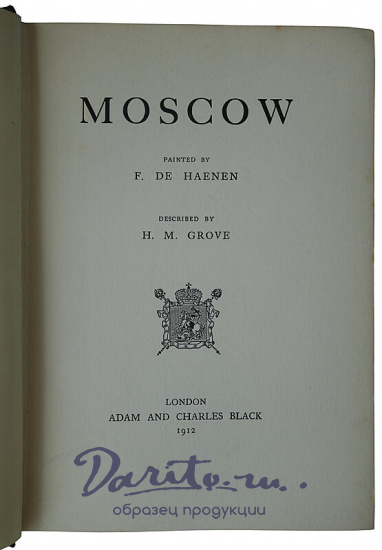 MOSCOW
PAINTED BY
F. DE HAENEN
DESCRIBED BY
H. M. GROVE
LONDON
ADAM AND CHARLES BLACK
1912
Darito.ru..
образец продукции